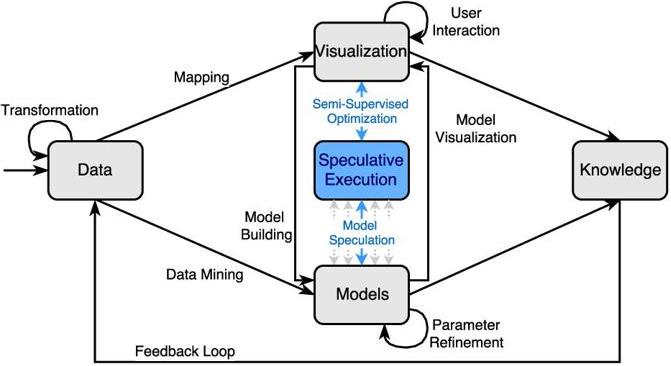 User
Interaction
Visualization
Mapping
Transformation
Semi-Supervised
Optimization
Model
Visualization
Data
Speculative
Execution
Knowledge
Model
Building
Model
Speculation
Data Mining
Models
Parameter
Refinement
Feedback Loop